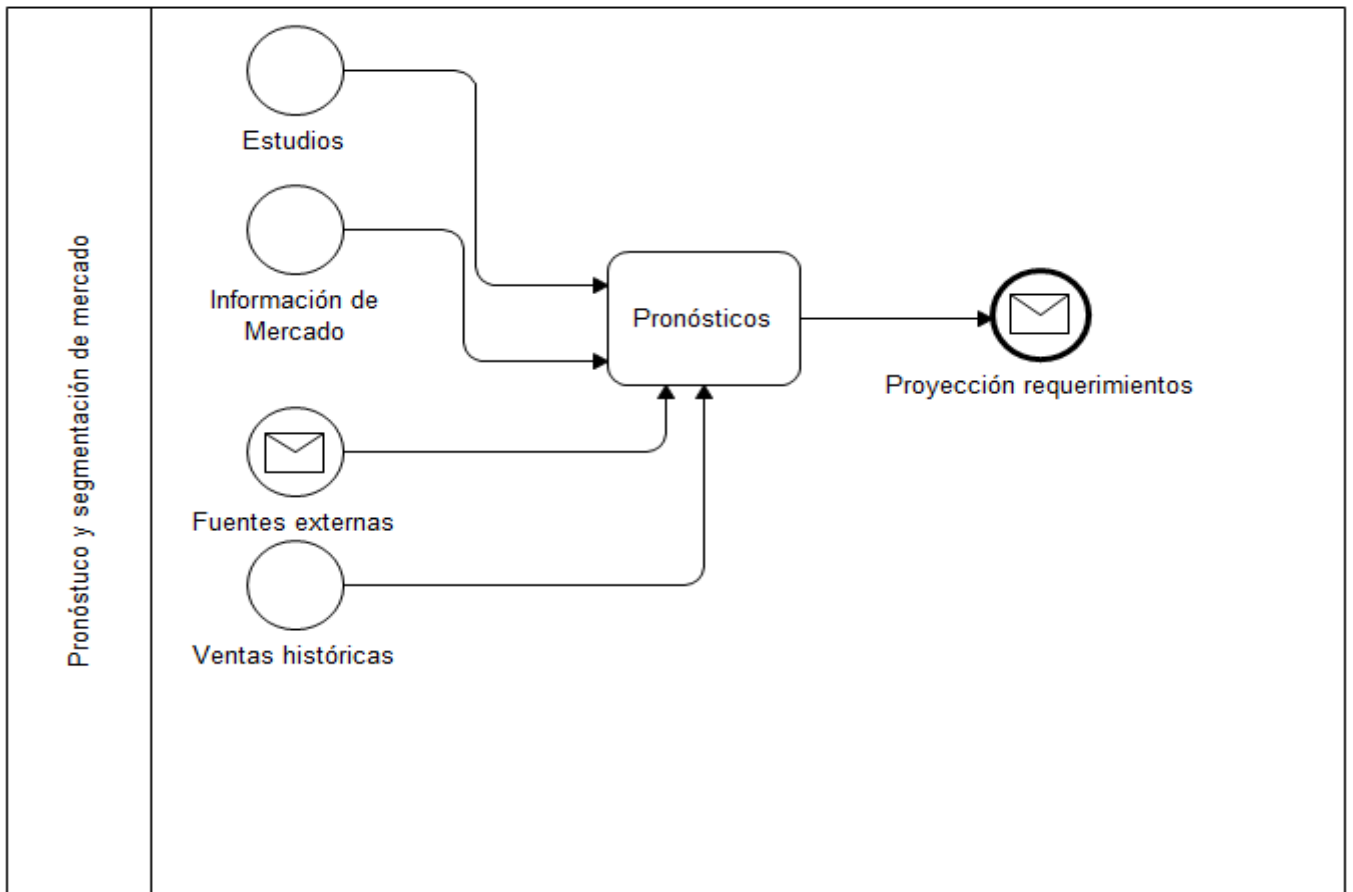 Pronóstuco y segmentación de mercado
Estudios
Información de
Mercado
Pronósticos
Proyección requerimientos
Fuentes externas
Ventas históricas